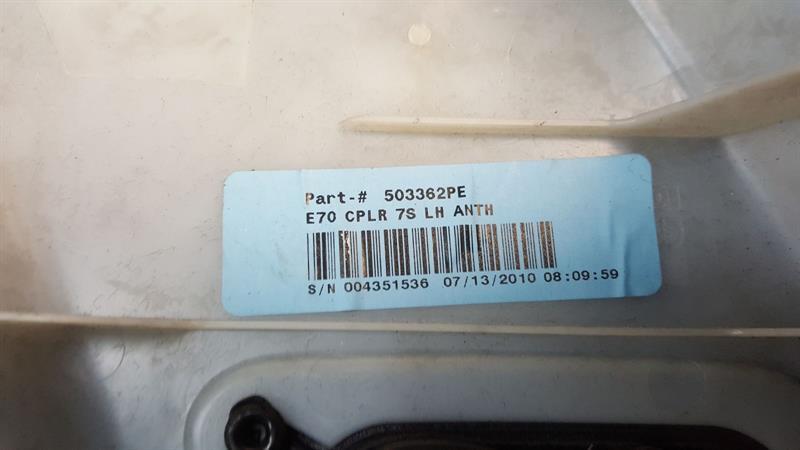 Part-# 503362PE
E70 CPLR 7S LH ANTH
S/N 004351536 07/13/2010 08:09:59